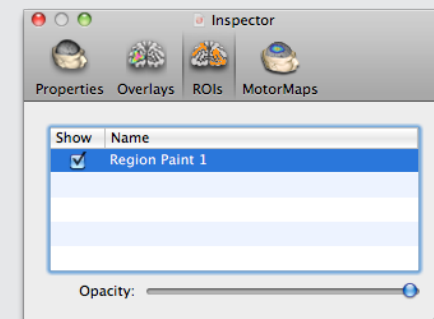 Inspector
Properties Overlays ROIs MotorMaps
Show Name
Region Paint 1
Opacity: